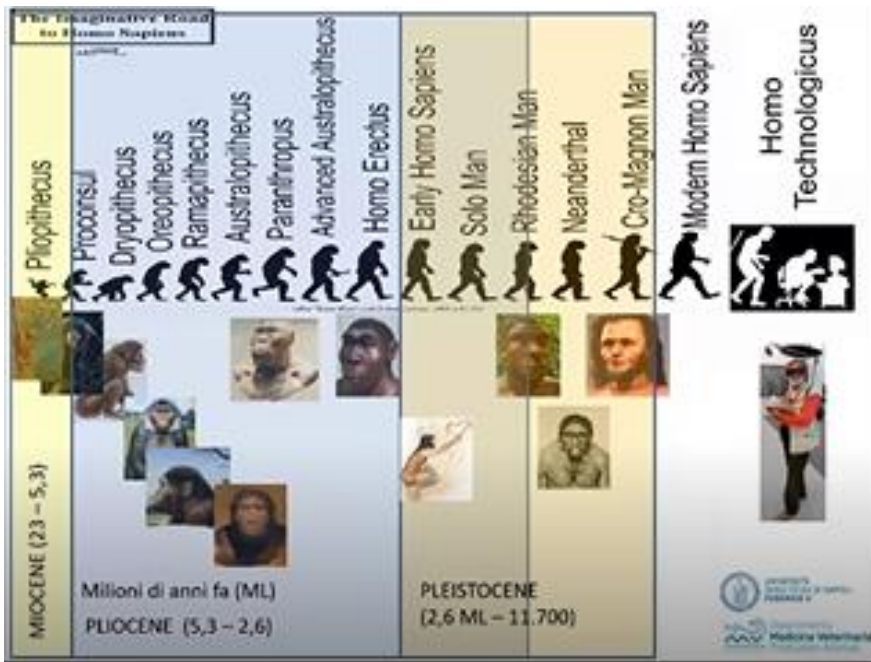 The Imaginative Road
to Homo Sapiens
Pliopithecus
Proconsul
Dryopithecus
Oreopithecus
Ramapithecus
Australopithecus
Paranthropus
Advanced Australopithecus
Homo Erectus
Early Homo Sapiens
Solo Man
Rhodesian Man
Neanderthal
Cro-Magnon Man
Modern Homo Sapiens
Homo
Technologicus
MIOCENE (23 – 5,3)
Milioni di anni fa (ML)
PLIOCENE (5,3 – 2,6)
PLEISTOCENE
(2,6 ML – 11.700)
Medicina Veterinaria